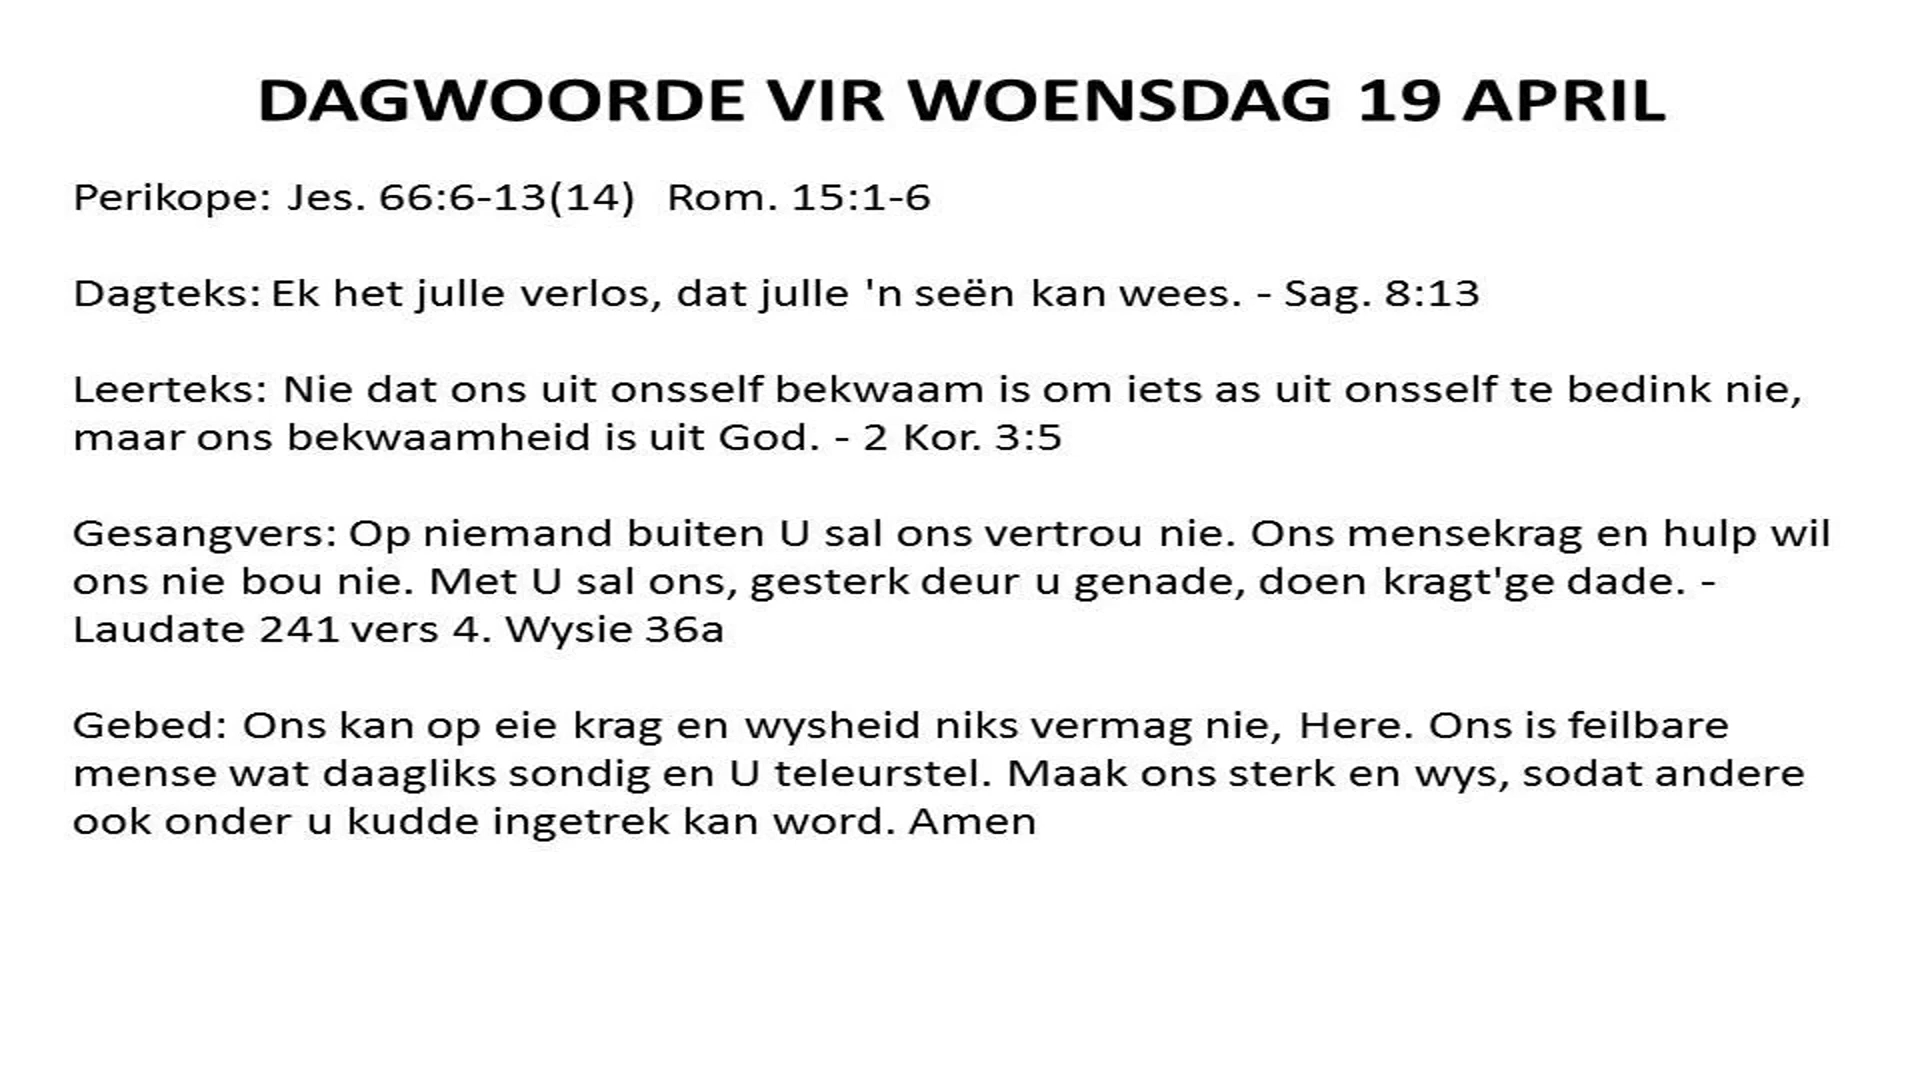 DAGWOORDE VIR WOENSDAG 19 APRIL
Perikope: Jes. 66:6-13(14) Rom. 15:1-6
Dagteks: Ek het julle verlos, dat julle 'n seën kan wees. - Sag. 8:13
Leerteks: Nie dat ons uit onsself bekwaam is om iets as uit onsself te bedink nie,
maar ons bekwaamheid is uit God. - 2 Kor. 3:5
Gesangvers: Op niemand buiten U sal ons vertrou nie. Ons mensekrag en hulp wil
ons nie bou nie. Met U sal ons, gesterk deur u genade, doen kragt'ge dade. -
Laudate 241 vers 4. Wysie 36a
Gebed: Ons kan op eie krag en wysheid niks vermag nie, Here. Ons is feilbare
mense wat daagliks sondig en U teleurstel. Maak ons sterk en wys, sodat andere
ook onder u kudde ingetrek kan word. Amen